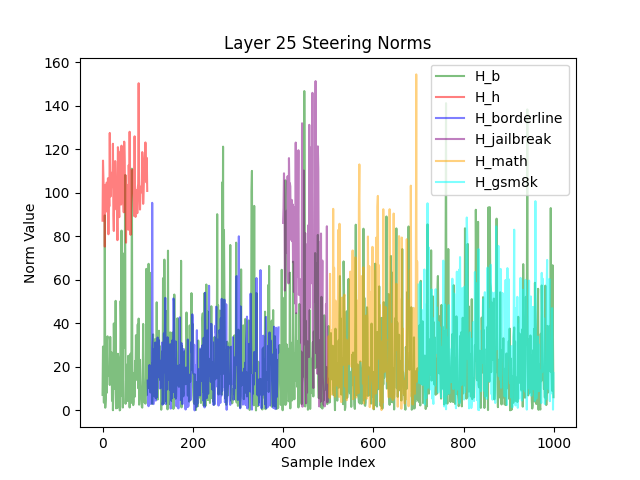 Layer 25 Steering Norms
160
140
120
100
80
60
40
20
0
Norm Value
H_b
H_h
H_borderline
H_jailbreak
H_math
H_gsm8k
0
200
400
600
800
1000
Sample Index